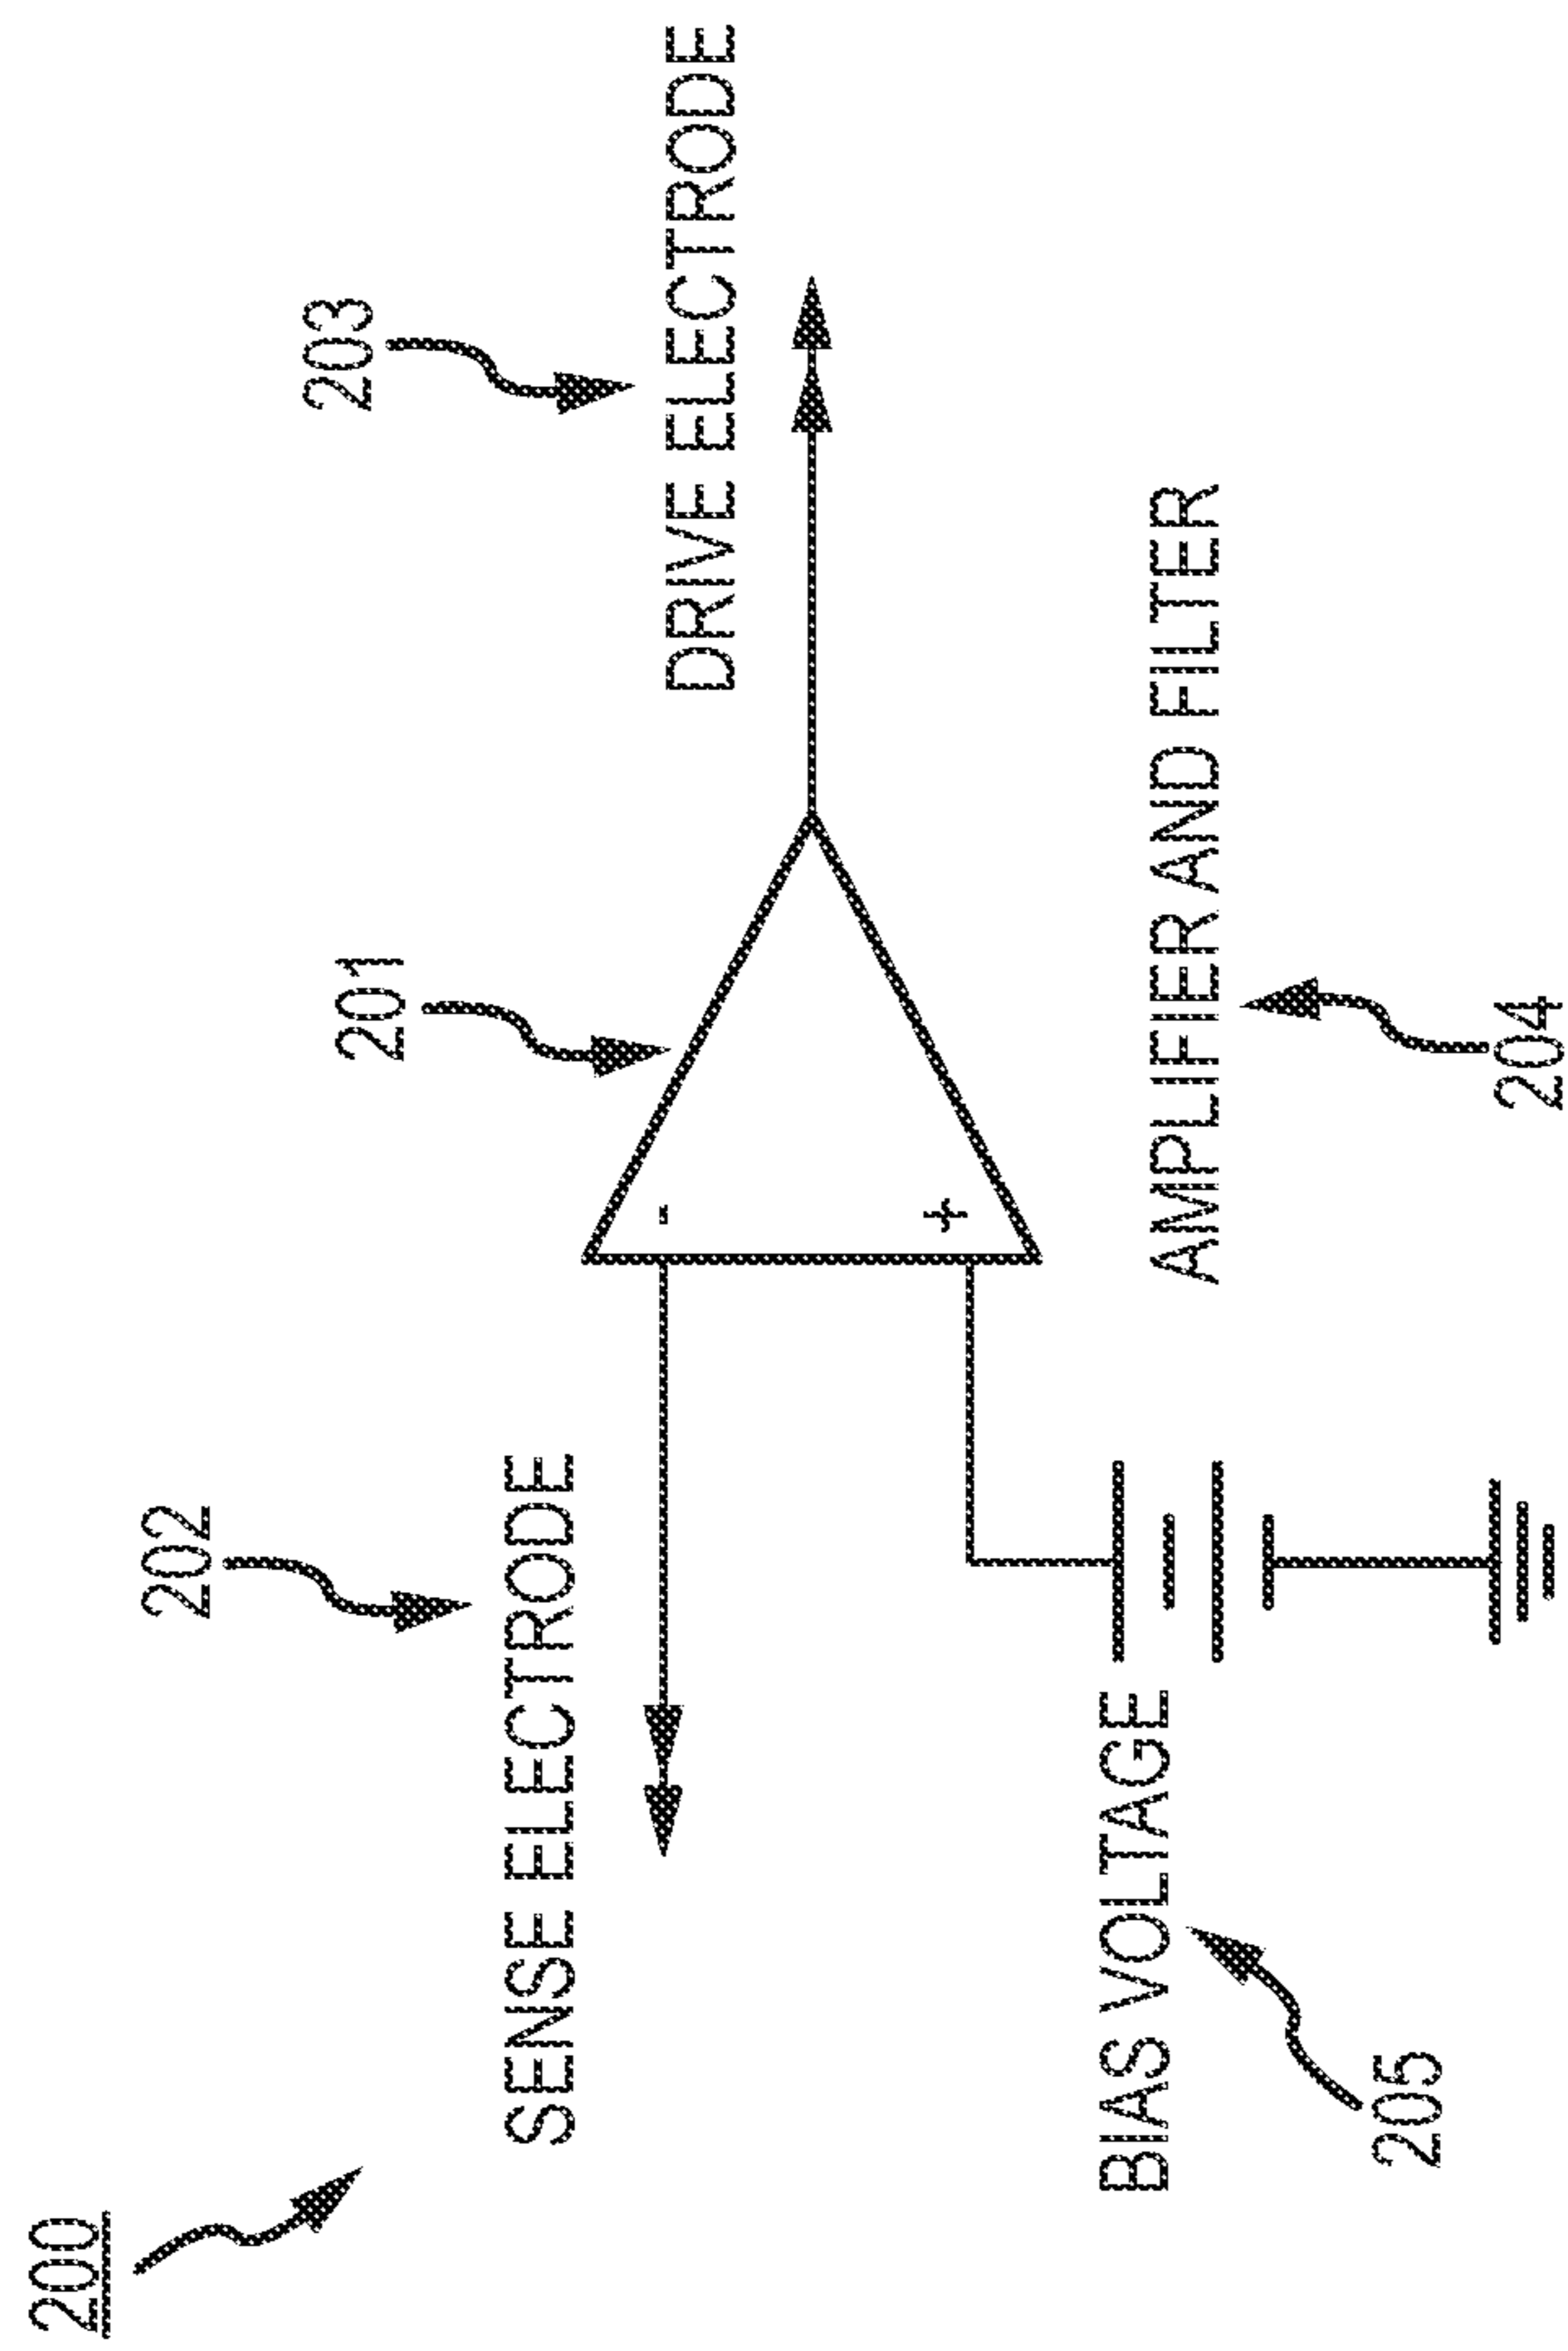 200
202
SENSE ELECTRODE
201
203
DRIVE ELECTRODE
-
+
BIAS VOLTAGE
205
AMPLIFIER AND FILTER
204